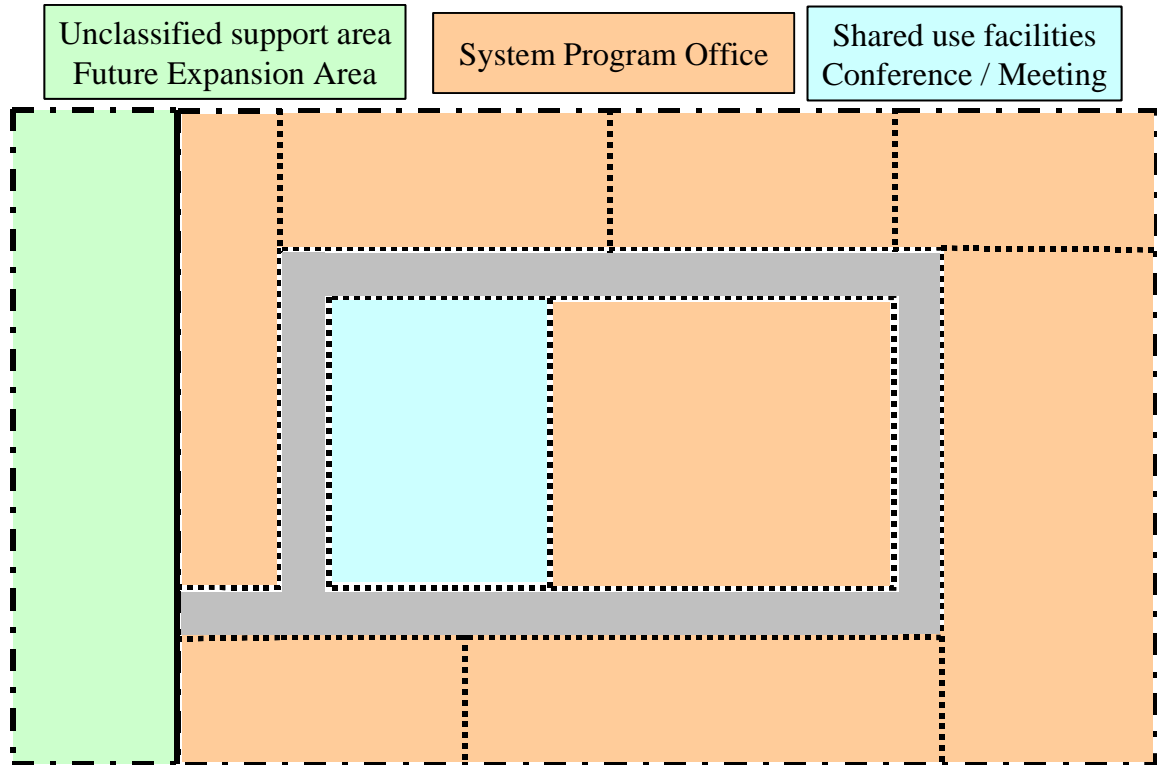 Unclassified support area
Future Expansion Area
System Program Office
Shared use facilities
Conference / Meeting